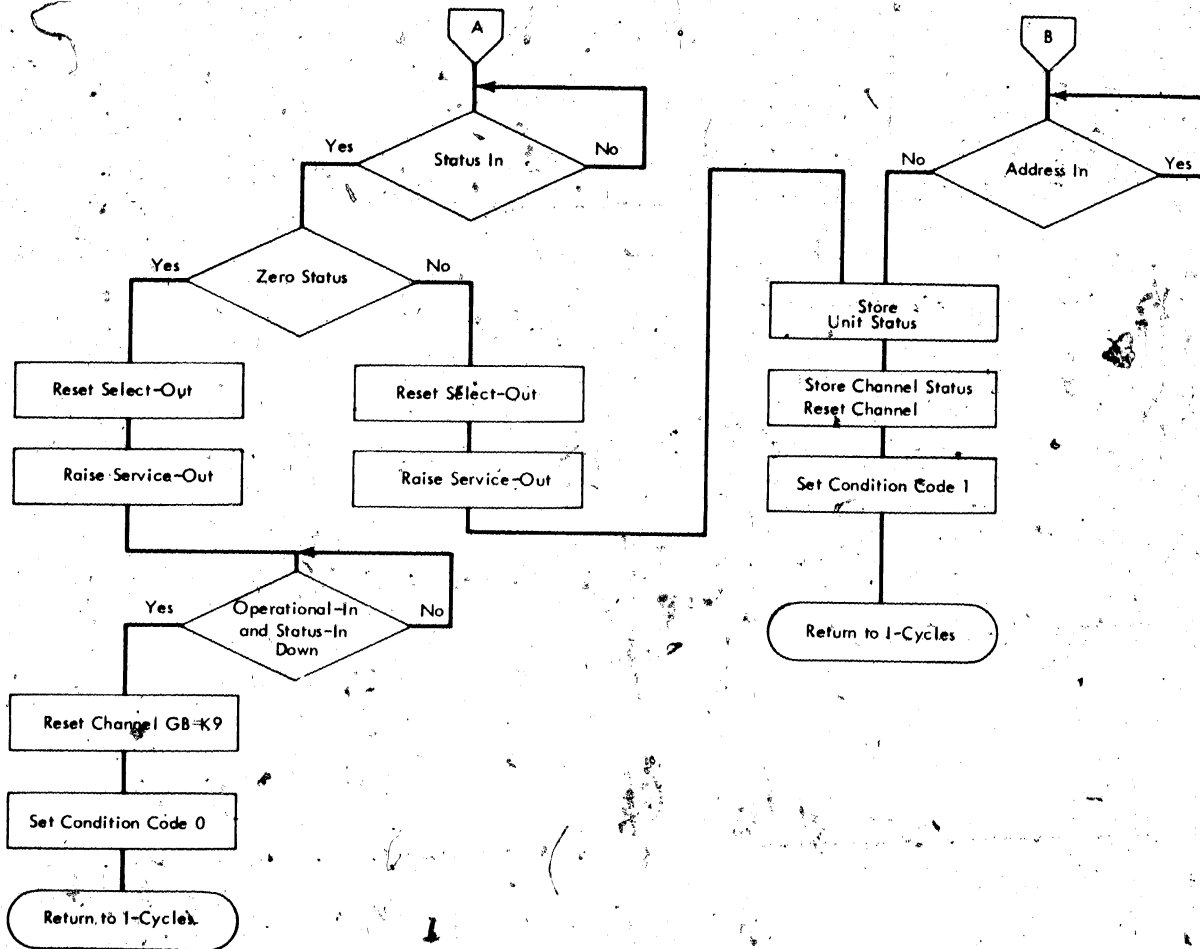 A
Status In
Yes
No
Zero Status
Yes
No
Reset Select-Out
Raise Service-Out
Reset Select-Out
Raise Service-Out
Operational-In
and Status-In
Down
Yes
No
Reset Channel GB=K9
Set Condition Code 0
Return to 1-Cycles
B
Address In
No
Yes
Store
Unit Status
Store Channel Status
Reset Channel
Set Condition Code 1
Return to 1-Cycles